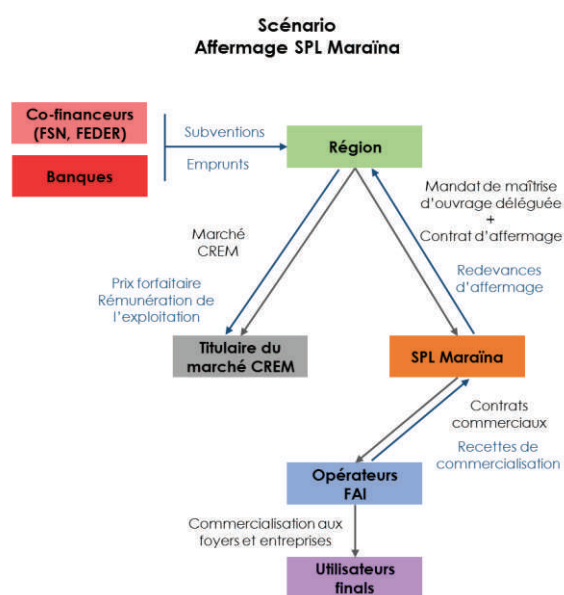 Scénario
Affermage SPL Maraïna
Co-financeurs
(FSN, FEDER)
Banques
Subventions
Emprunts
Région
Marché
CREM
Prix forfaitaire
Rémunération de
l'exploitation
Mandat de maîtrise
d'ouvrage déléguée
+
Contrat d'affermage
Redevances
d'affermage
Titulaire du
marché CREM
SPL Maraïna
Contrats
commerciaux
Recettes de
commercialisation
Opérateurs
FAI
Commercialisation aux
foyers et entreprises
Utilisateurs
finals